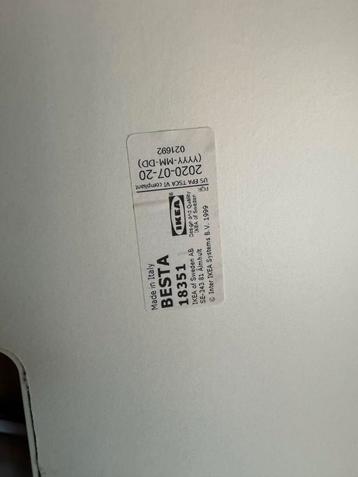 Made in Italy
BESTA
18351
IKEA of Sweden AB
SE-343 81 Älmhult
© Inter IKEA Systems B.V. 1999
IKEA
Design and Quality
IKEA of Sweden
US EPA TSCA VI compliant
2020-07-20
(YYYY-MM-DD)
021692